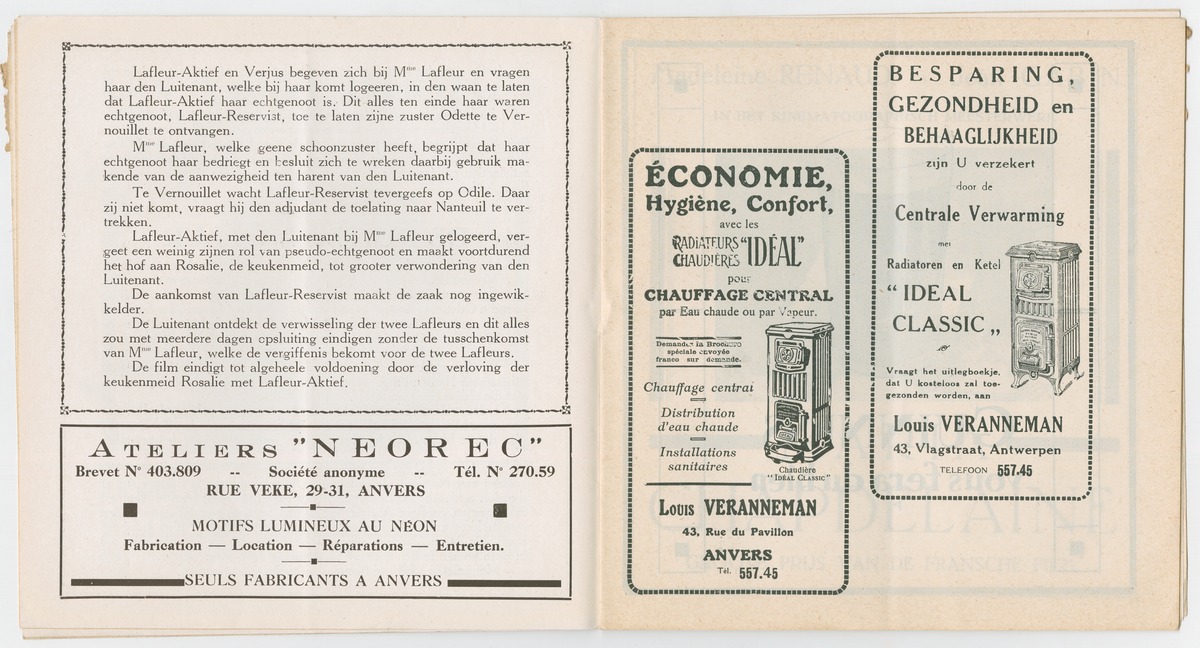 Lafleur-Aktief en Verjus begeven zich bij Mme Lafleur en vragen
haar den Luitenant, welke bij haar komt logeeren, in den waan te laten
dat Lafleur-Aktief haar echtgenoot is. Dit alles ten einde haar waren
echtgenoot, Lafleur-Reservist, toe te laten zijne zuster Odette te Ver-
nouillet te ontvangen.
Mme Lafleur, welke geene schoonzuster heeft, begrijpt dat haar
echtgenoot haar bedriegt en besluit zich te wreken daarbij gebruik ma-
kende van de aanwezigheid ten harent van den Luitenant.
Te Vernouillet wacht Lafleur-Reservist tevergeefs op Odile. Daar
zij niet komt, vraagt hij den adjudant de toelating naar Nanteuil te ver-
trekken.
Lafleur-Aktief, met den Luitenant bij Mme Lafleur gelogeerd, ver-
geet een weinig zijnen rol van pseudo-echtgenoot en maakt voortdurend
het hof aan Rosalie, de keukenmeid, tot grooter verwondering van den
Luitenant.
De aankomst van Lafleur-Reservist maakt de zaak nog ingewik-
kelder.
De Luitenant ontdekt de verwisseling der twee Lafleurs en dit alles
zou met meerdere dagen opsluiting eindigen zonder de tusschenkomst
van Mme Lafleur, welke de vergiffenis bekomt voor de twee Lafleurs.
De film eindigt tot algeheele voldoening door de verloving der
keukenmeid Rosalie met Lafleur-Aktief.
ATELIERS "NEOREC"
Brevet No 403.809 -- Société anonyme -- Tél. No 270.59
RUE VEKE, 29-31, ANVERS
MOTIFS LUMINEUX AU NÉON
Fabrication — Location — Réparations — Entretien.
SEULS FABRICANTS A ANVERS
ÉCONOMIE,
Hygiène, Confort,
avec les
RADIATEURS
CHAUDIÈRES "IDÉAL"
pour
CHAUFFAGE CENTRAL
par Eau chaude ou par Vapeur.
Demandez la Brochure
spéciale envoyée
franco sur demande.
Chauffage central
Distribution
d'eau chaude
Installations
sanitaires
Chaudière
"IDEAL CLASSIC"
Louis VERANNEMAN
43, Rue du Pavillon
ANVERS
Tél. 557.45
BESPARING,
GEZONDHEID en
BEHAAGLIJKHEID
zijn U verzekert
door de
Centrale Verwarming
met
Radiatoren en Ketel
“ IDEAL
CLASSIC „
Vraagt het uitlegboekje,
dat U kosteloos zal toe-
gezonden worden, aan
Louis VERANNEMAN
43, Vlagstraat, Antwerpen
TELEFOON 557.45